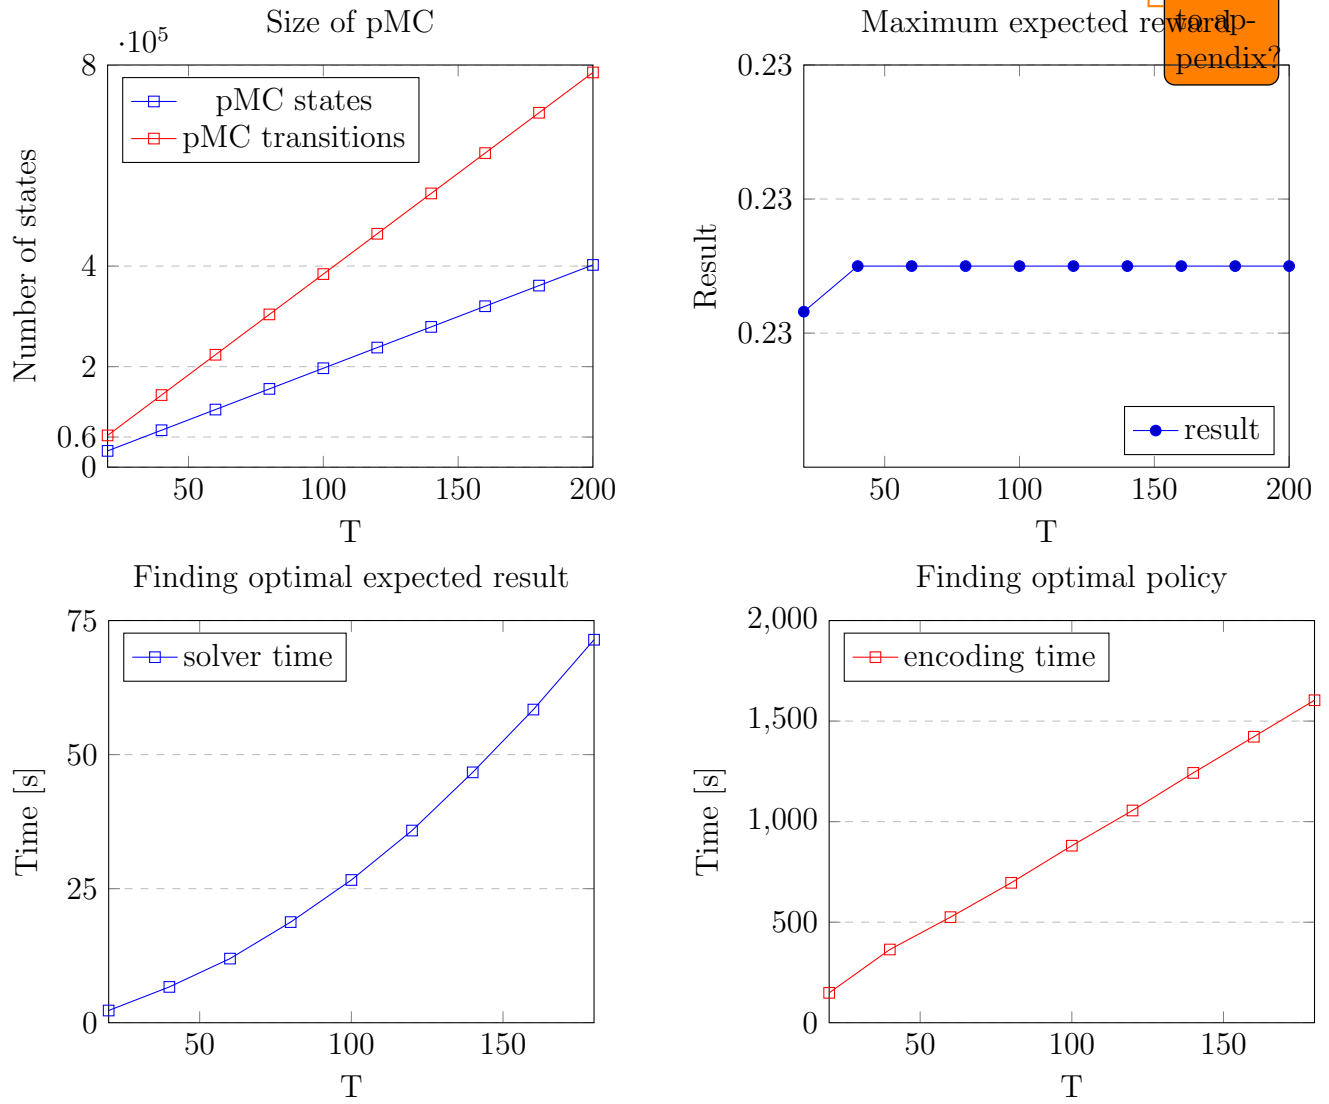 Size of pMC
·10⁵
8
4
2
0.6
0
pMC states
pMC transitions
Number of states
50 100 150 200
T
Maximum expected reward
to ap-
pendix?
0.23
0.23
0.23
Result
result
50 100 150 200
T
Finding optimal expected result
75
50
25
0
solver time
Time [s]
50 100 150
T
Finding optimal policy
2,000
1,500
1,000
500
0
encoding time
Time [s]
50 100 150
T